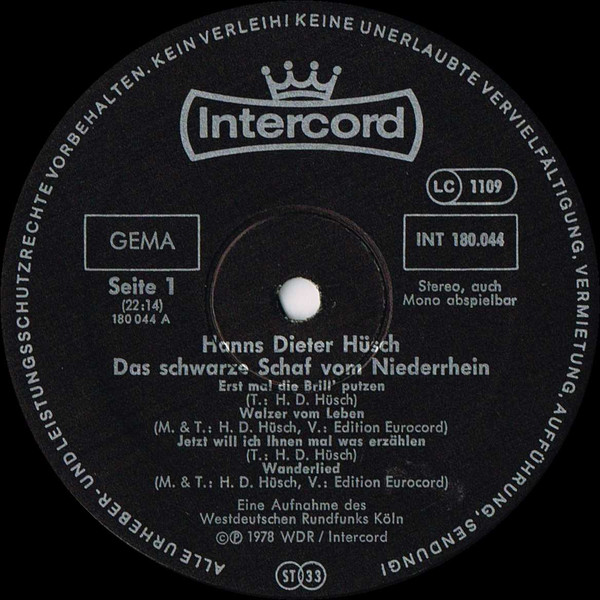 ALLE URHEBER- UND LEISTUNGSSCHUTZRECHTE VORBEHALTEN. KEIN VERLEIH! KEINE UNERLAUBTE VERVIELFÄLTIGUNG, VERMIETUNG, AUFFÜHRUNG, SENDUNG!
Intercord
LC 1109
GEMA
INT 180.044
Seite 1
(22:14)
180 044 A
Stereo, auch
Mono abspielbar
Hanns Dieter Hüsch
Das schwarze Schaf vom Niederrhein
Erst mal die Brill' putzen
(T.: H. D. Hüsch)
Walzer vom Leben
(M. & T.: H. D. Hüsch, V.: Edition Eurocord)
Jetzt will ich Ihnen mal was erzählen
(T.: H. D. Hüsch)
Wanderlied
(M. & T.: H. D. Hüsch, V.: Edition Eurocord)
Eine Aufnahme des
Westdeutschen Rundfunks Köln
©℗ 1978 WDR / Intercord
ST 33